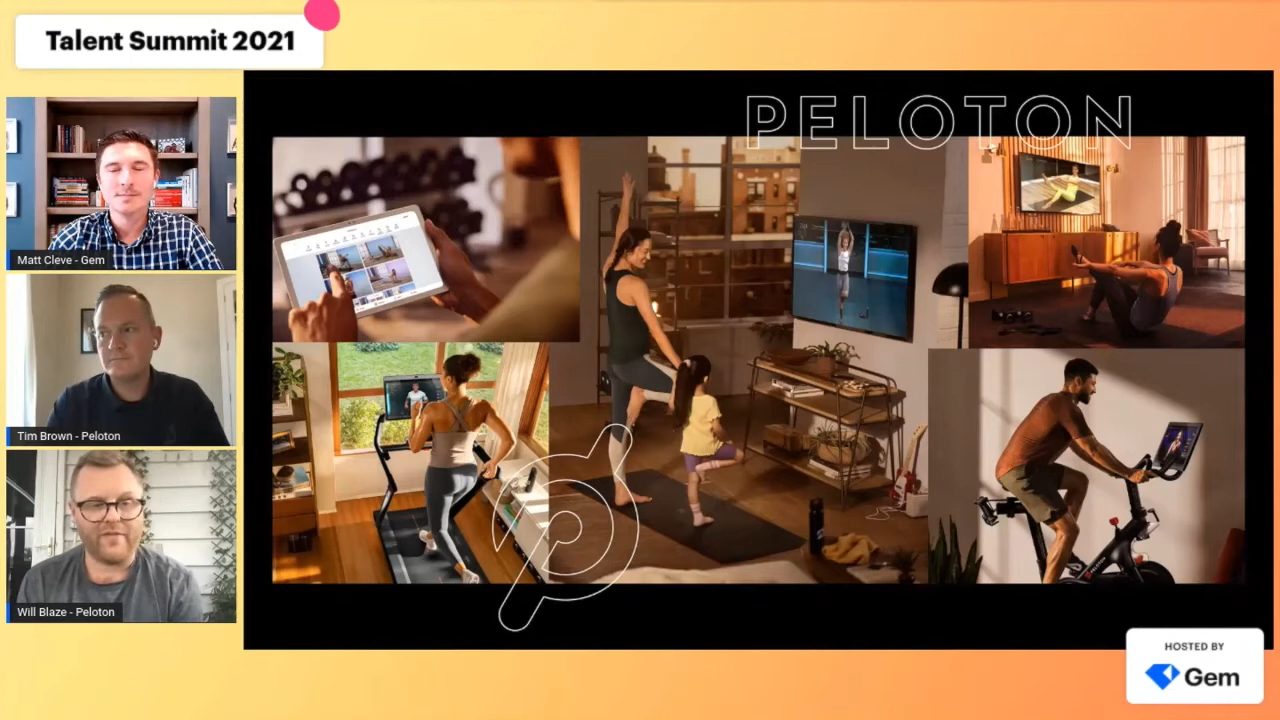 Talent Summit 2021
PELOTON
Matt Cleve - Gem
Tim Brown - Peloton
Will Blaze - Peloton
HOSTED BY
Gem